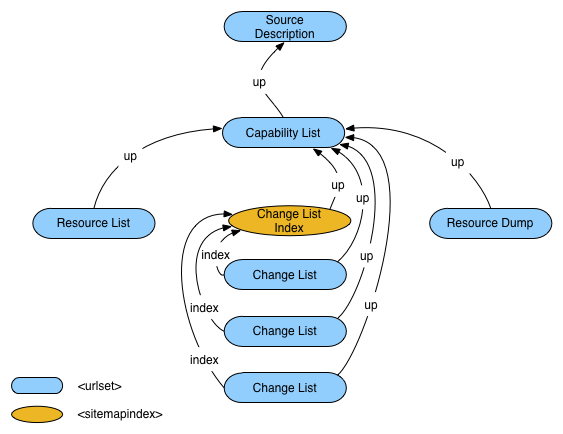 Source
Description
up
Capability List
up
up
up
up
Resource List
Change List
Index
Resource Dump
index
up
Change List
index
up
Change List
index
Change List
<urlset>
<sitemapindex>